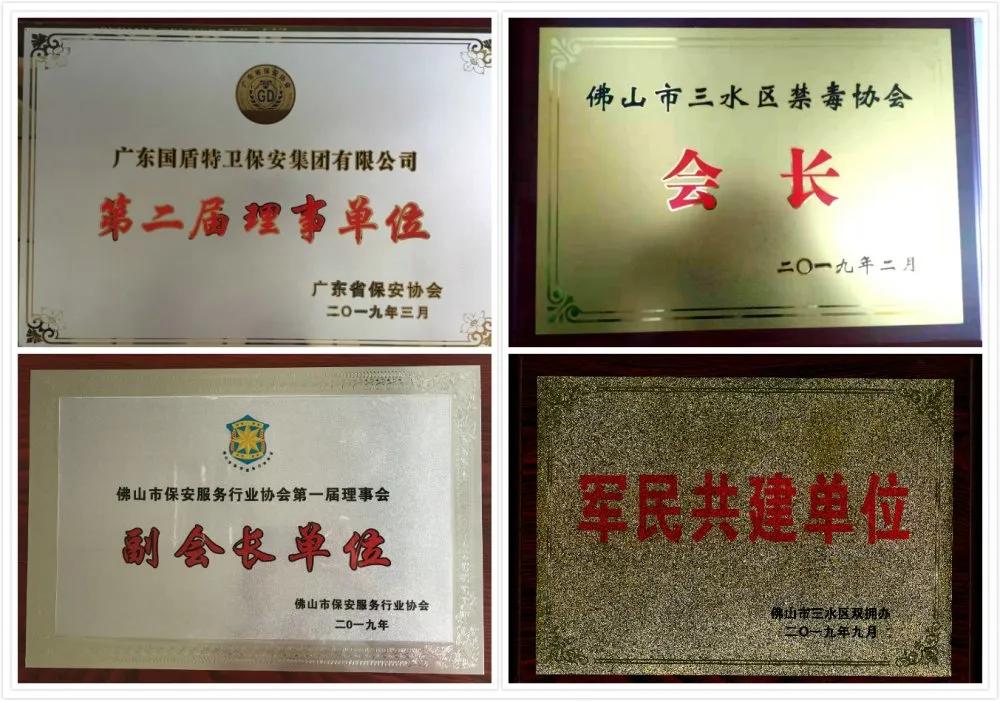 GD
广东国盾特卫保安集团有限公司
第二届理事单位
广东省保安协会
二〇一九年三月
佛山市三水区禁毒协会
会长
二〇一九年二月
佛山市保安服务行业协会第一届理事会
副会长单位
佛山市保安服务行业协会
二〇一九年
军民共建单位
佛山市三水区双拥办
二〇一九年九月